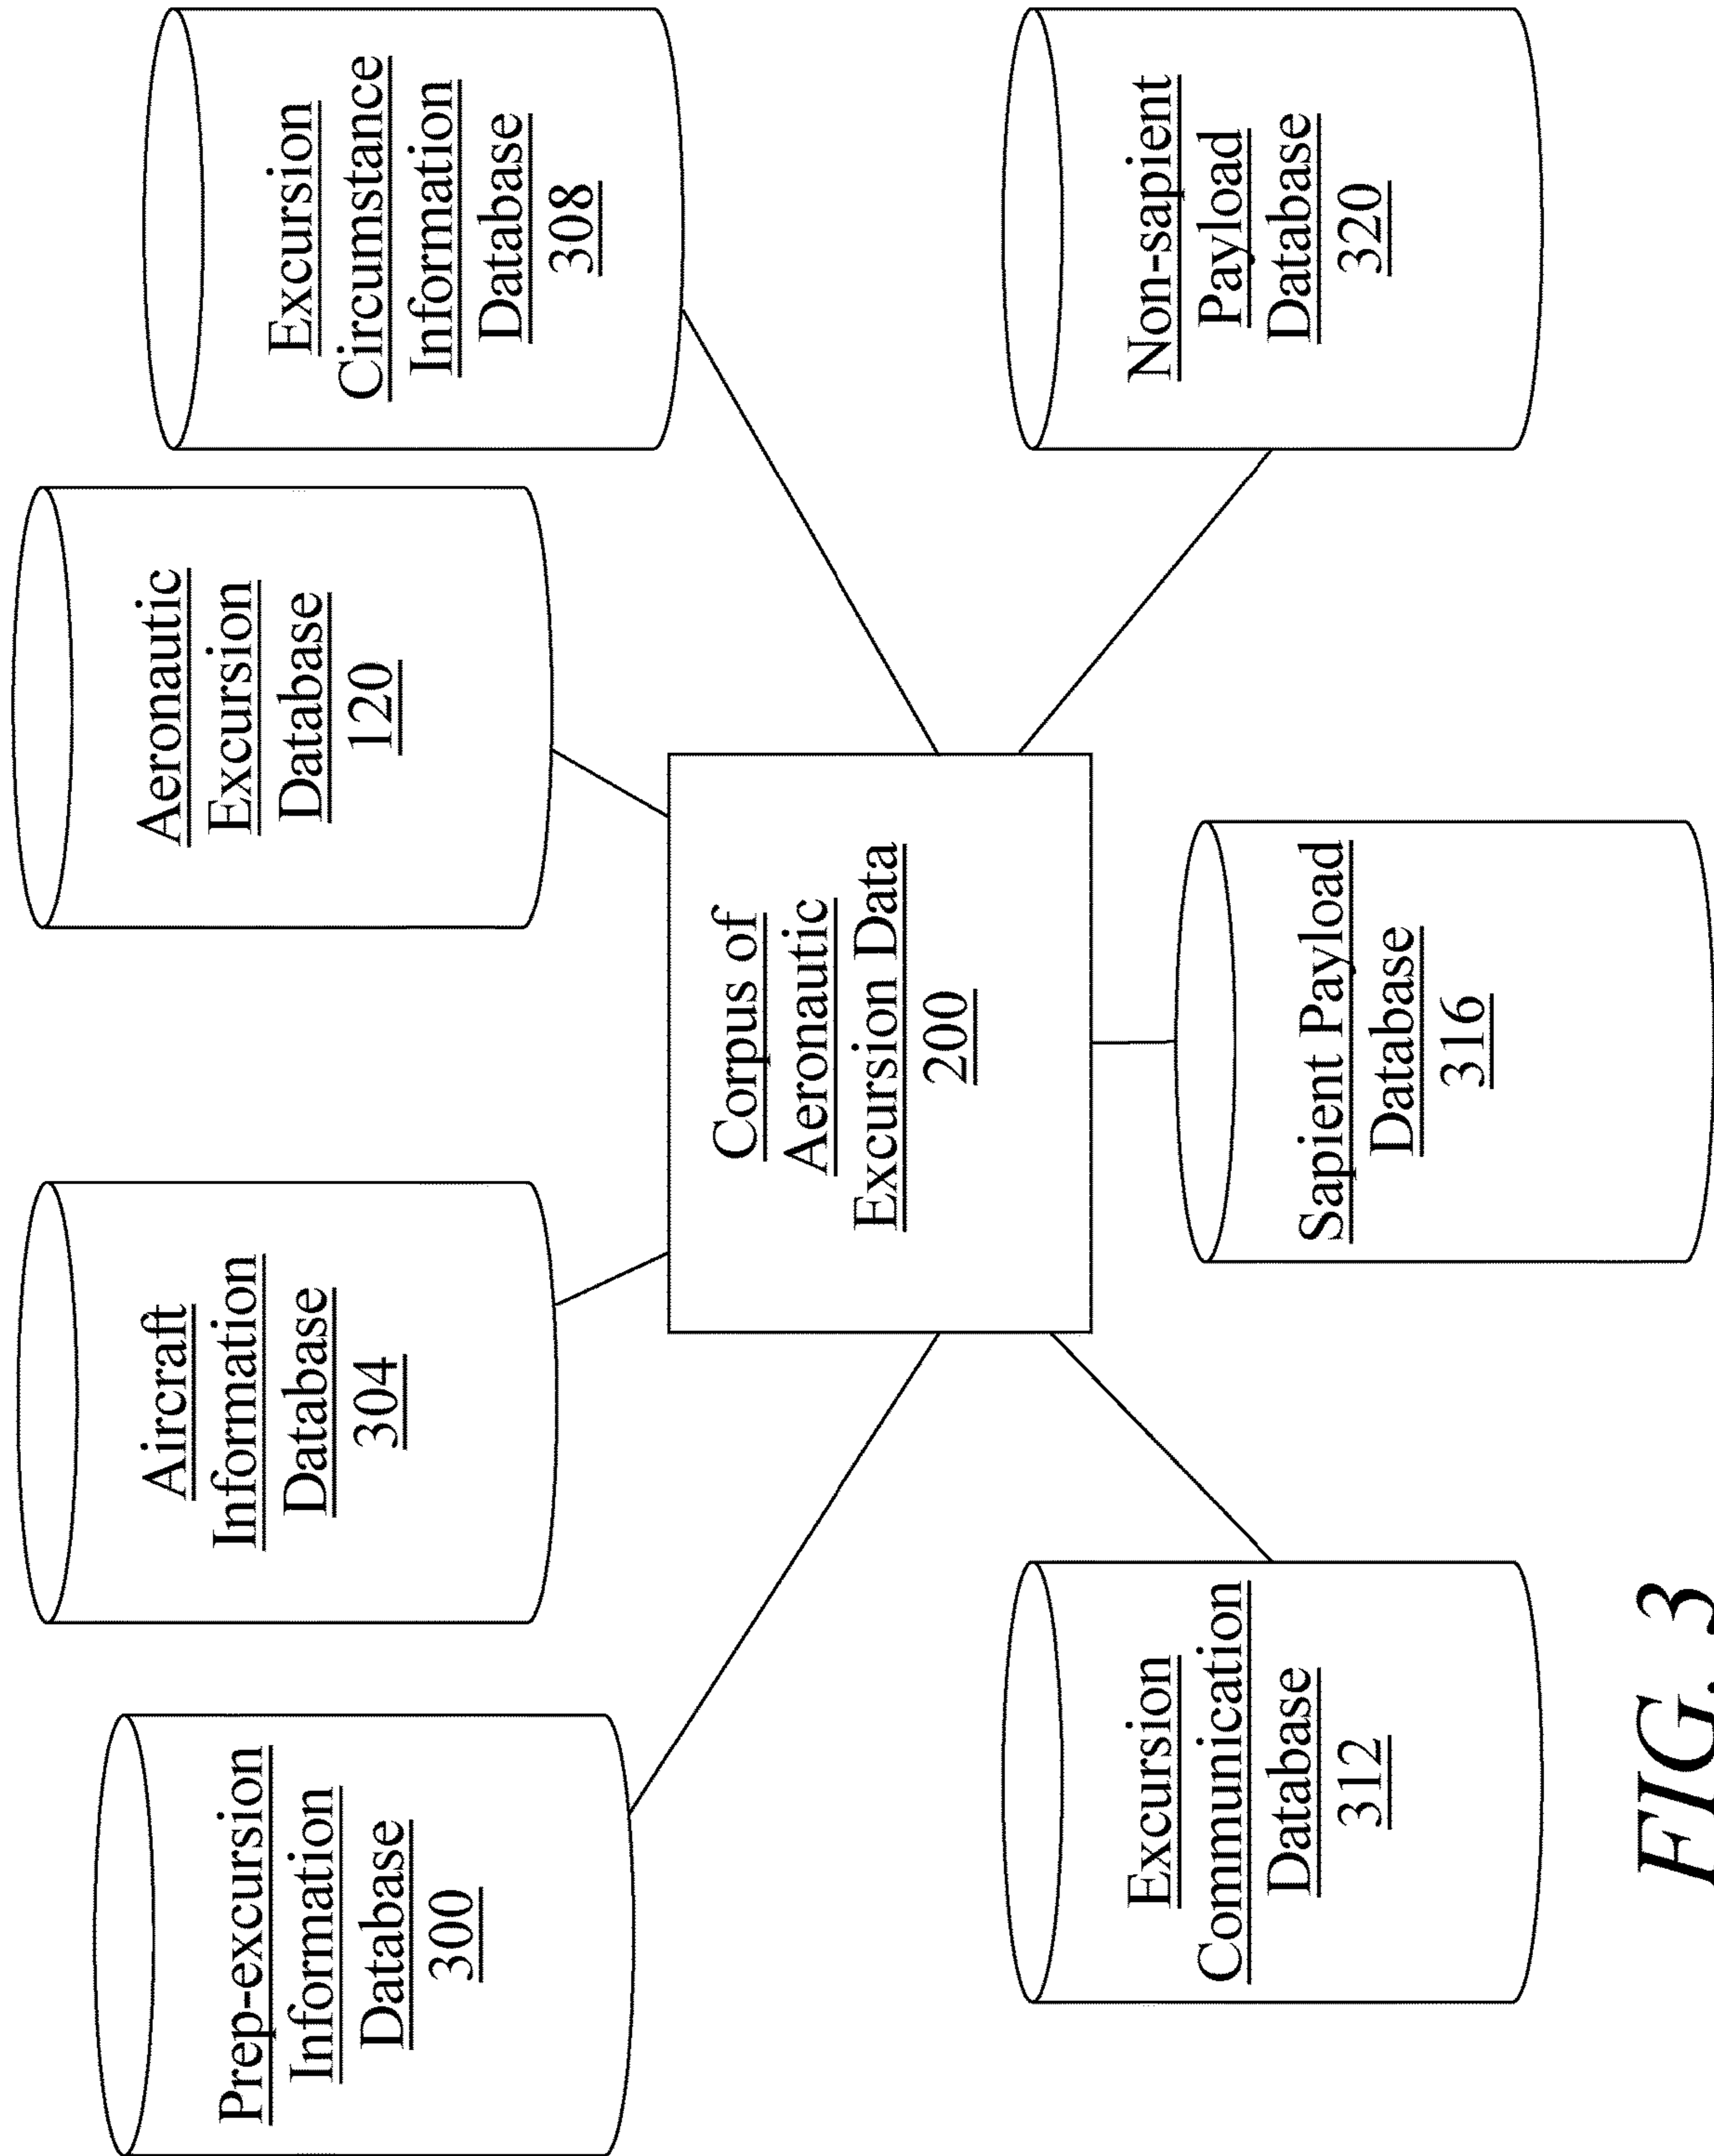 Prep-excursion
Information
Database
300
Aircraft
Information
Database
304
Aeronautic
Excursion
Database
120
Excursion
Circumstance
Information
Database
308
Corpus of
Aeronautic
Excursion Data
200
Excursion
Communication
Database
312
Sapient Payload
Database
316
Non-sapient
Payload
Database
320
FIG. 3